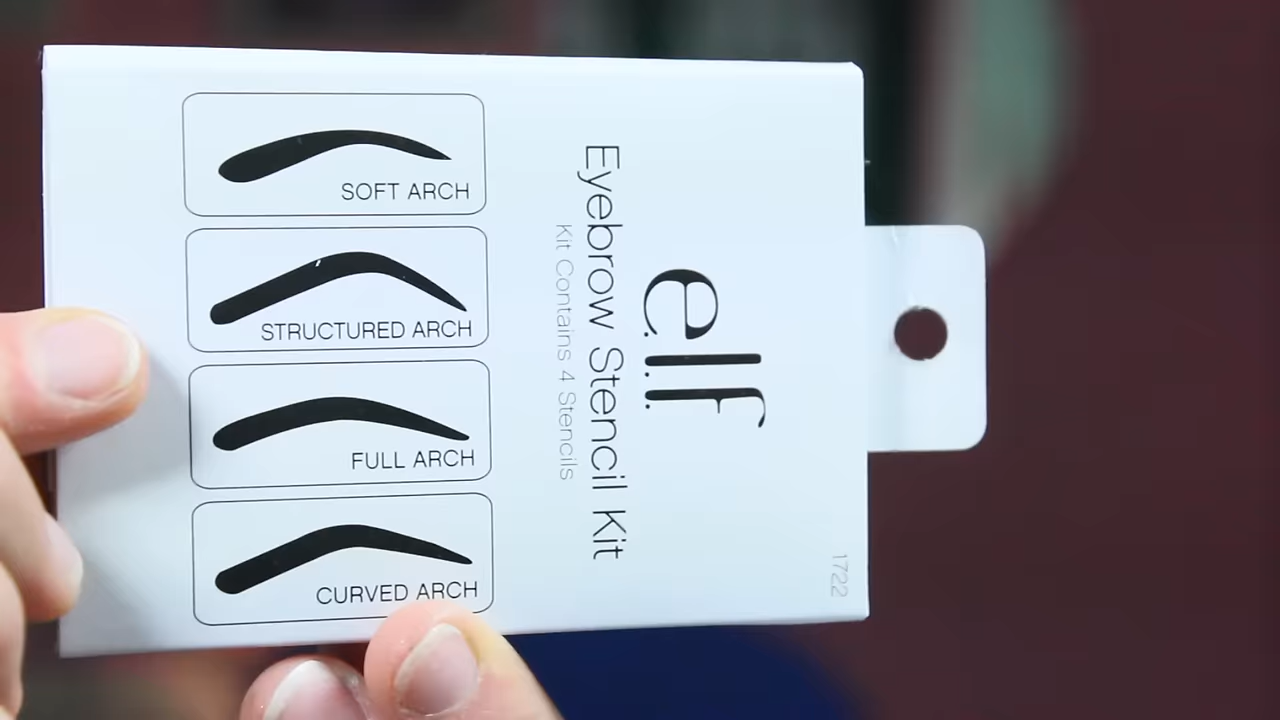 e.l.f.
Eyebrow Stencil Kit
Kit Contains 4 Stencils
SOFT ARCH
STRUCTURED ARCH
FULL ARCH
CURVED ARCH
1722